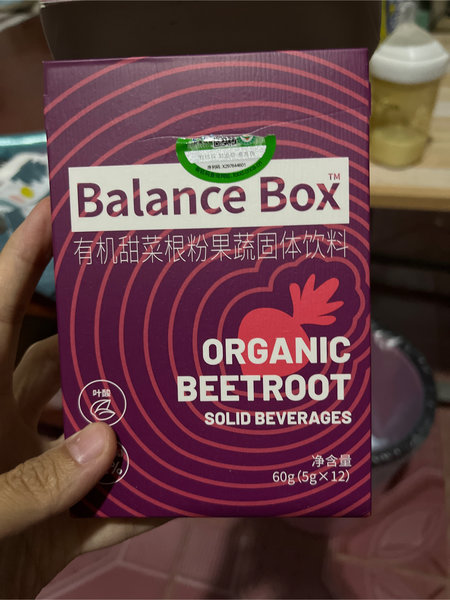 Balance Box™
有机甜菜根粉果蔬固体饮料
ORGANIC
BEETROOT
SOLID BEVERAGES
叶酸
净含量
60g(5g×12)